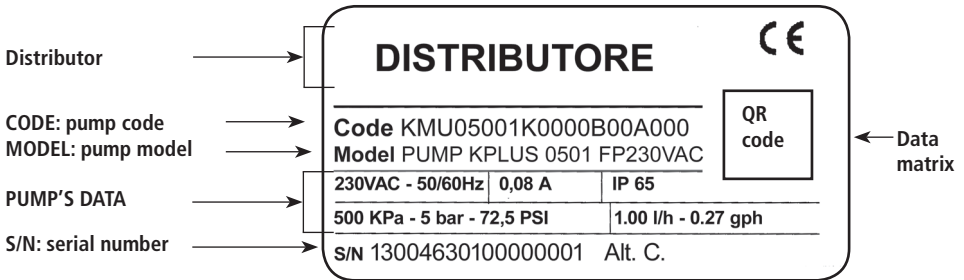 Distributor
DISTRIBUTORE
CE
CODE: pump code
MODEL: pump model
Code KMU05001K0000B00A000
Model PUMP KPLUS 0501 FP230VAC
QR
code
Data
matrix
PUMP'S DATA
230VAC - 50/60Hz 0,08 A IP 65
500 KPa - 5 bar - 72,5 PSI 1.00 l/h - 0.27 gph
S/N: serial number
S/N 13004630100000001 Alt. C.